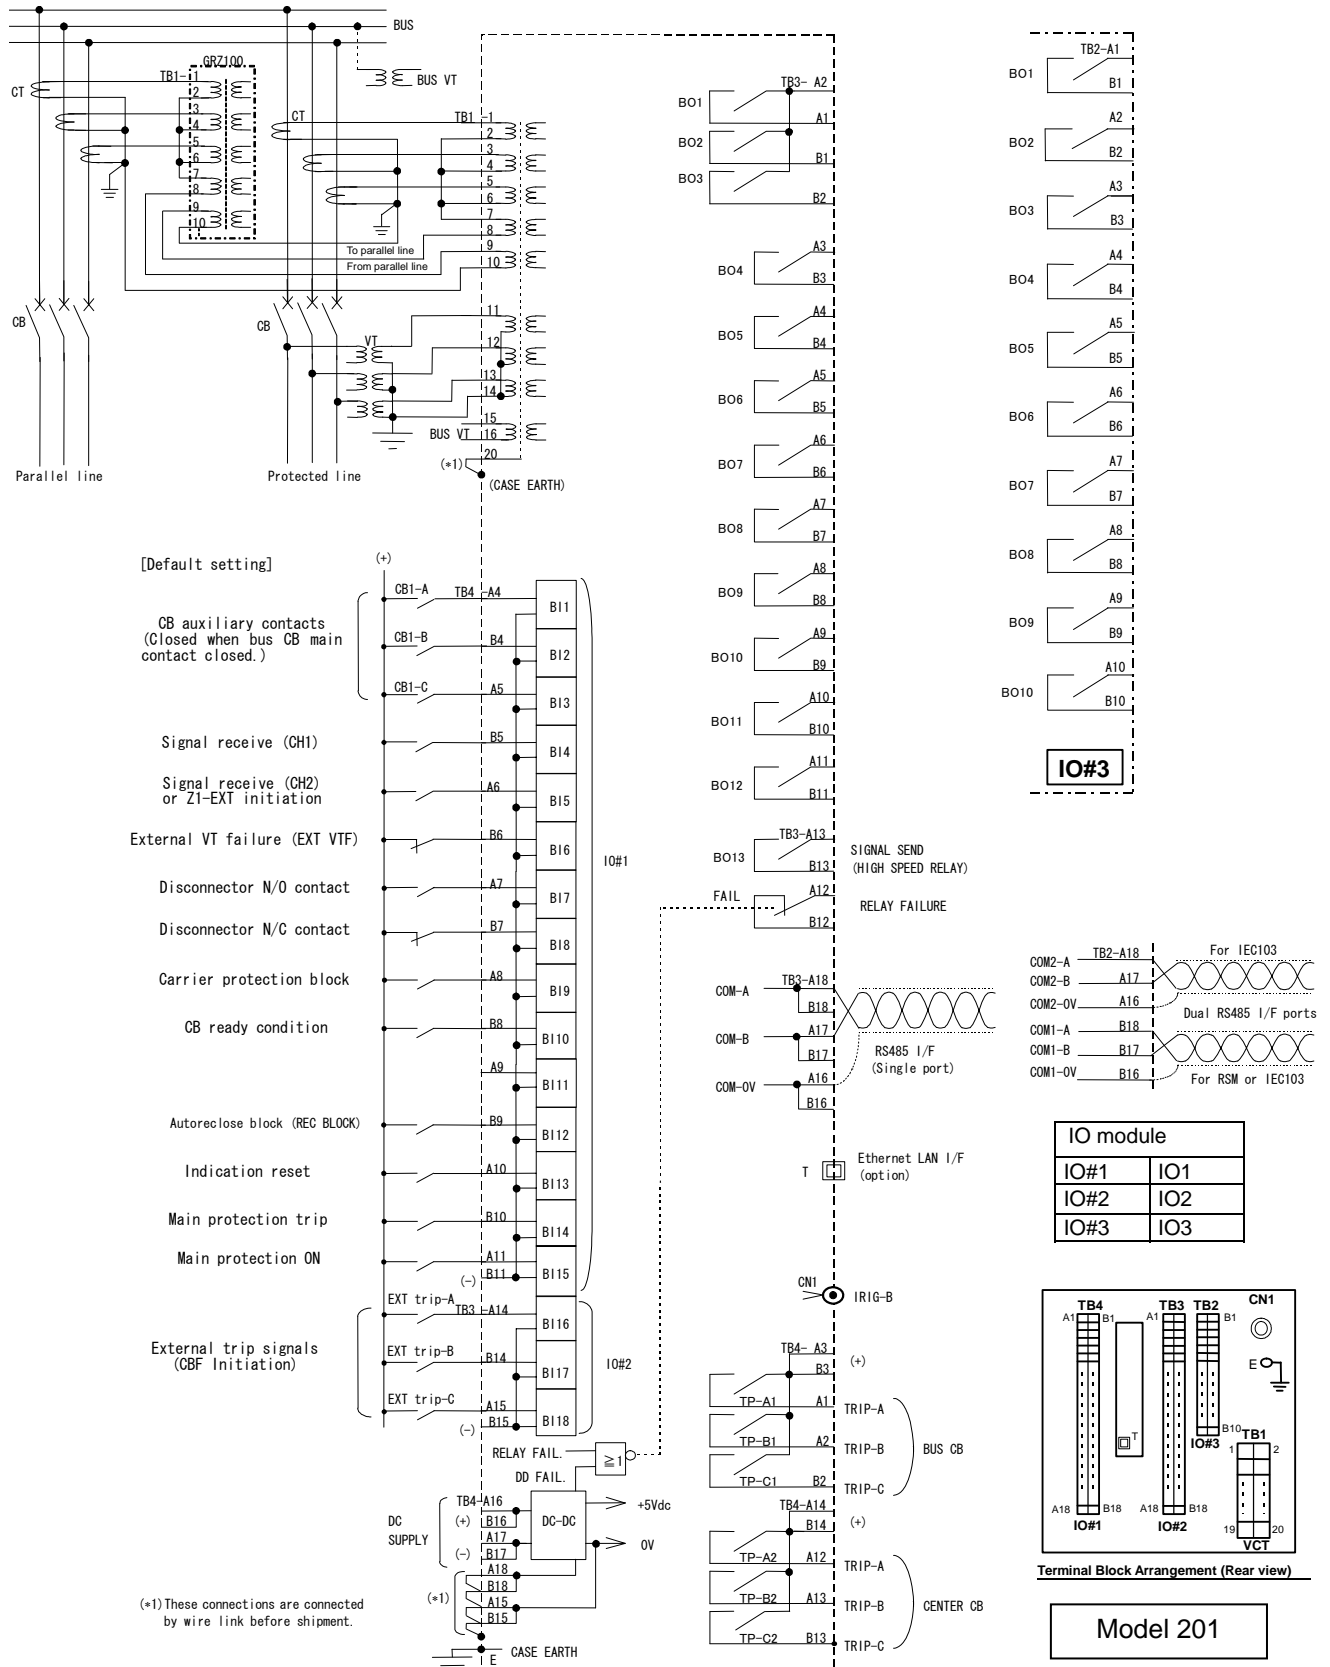 BUS
GRZ100
BUS VT
CT
TB1- 1
2
3
4
5
6
7
8
9
10
CT
TB1 -1
2
3
4
5
6
7
8
9
10
To parallel line
From parallel line
CB
CB
VT
11
12
13
14
15
BUS VT 16
20
(*1)
(CASE EARTH)
Parallel line
Protected line
TB3- A2
BO1
A1
BO2
B1
BO3
B2
A3
BO4
B3
A4
BO5
B4
A5
BO6
B5
A6
BO7
B6
A7
BO8
B7
A8
BO9
B8
A9
BO10
B9
A10
BO11
B10
A11
BO12
B11
TB3-A13
BO13
B13
SIGNAL SEND
(HIGH SPEED RELAY)
FAIL
A12
B12
RELAY FAILURE
TB2-A1
BO1
B1
A2
BO2
B2
A3
BO3
B3
A4
BO4
B4
A5
BO5
B5
A6
BO6
B6
A7
BO7
B7
A8
BO8
B8
A9
BO9
B9
A10
BO10
B10
IO#3
[Default setting]
(+)
CB auxiliary contacts
(Closed when bus CB main
contact closed.)
CB1-A TB4 -A4 BI1
CB1-B B4 BI2
CB1-C A5 BI3
Signal receive (CH1) B5 BI4
Signal receive (CH2)
or Z1-EXT initiation A6 BI5
External VT failure (EXT VTF) B6 BI6
IO#1
Disconnector N/O contact A7 BI7
Disconnector N/C contact B7 BI8
Carrier protection block A8 BI9
CB ready condition B8 BI10
A9 BI11
Autoreclose block (REC BLOCK) B9 BI12
Indication reset A10 BI13
Main protection trip B10 BI14
Main protection ON A11 BI15
(-) B11
EXT trip-A TB3 -A14 BI16
External trip signals
(CBF Initiation)
EXT trip-B B14 BI17
IO#2
EXT trip-C A15 BI18
(-) B15
RELAY FAIL.
≧1
DD FAIL.
DC
SUPPLY
TB4-A16
(+) B16
A17
(-) B17
DC-DC
+5Vdc
0V
A18
B18
(*1) A15
B15
CASE EARTH
E
(*1) These connections are connected
by wire link before shipment.
COM-A
TB3-A18
B18
COM-B
A17
B17
COM-0V
A16
B16
RS485 I/F
(Single port)
T
Ethernet LAN I/F
(option)
CN1
IRIG-B
TB4- A3
B3
(+)
TP-A1 A1 TRIP-A
TP-B1 A2 TRIP-B
TP-C1 B2 TRIP-C
BUS CB
TB4-A14
B14
(+)
TP-A2 A12 TRIP-A
TP-B2 A13 TRIP-B
TP-C2 B13 TRIP-C
CENTER CB
COM2-A TB2-A18
COM2-B A17
COM2-0V A16
COM1-A B18
COM1-B B17
COM1-0V B16
For IEC103
Dual RS485 I/F ports
For RSM or IEC103
IO module
IO#1 IO1
IO#2 IO2
IO#3 IO3
TB4 TB3 TB2 CN1
A1 B1 A1 B1 A1 B1
E
T
B10
IO#3
TB1
1 2
A18 B18 A18 B18
IO#1 IO#2
19 20
VCT
Terminal Block Arrangement (Rear view)
Model 201